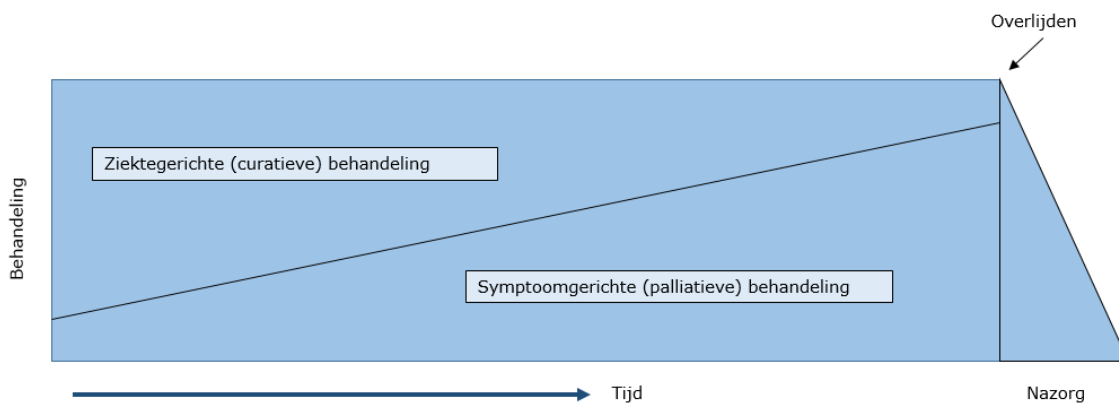 Overlijden
Ziektegerichte (curatieve) behandeling
Behandeling
Symptoomgerichte (palliatieve) behandeling
Tijd
Nazorg